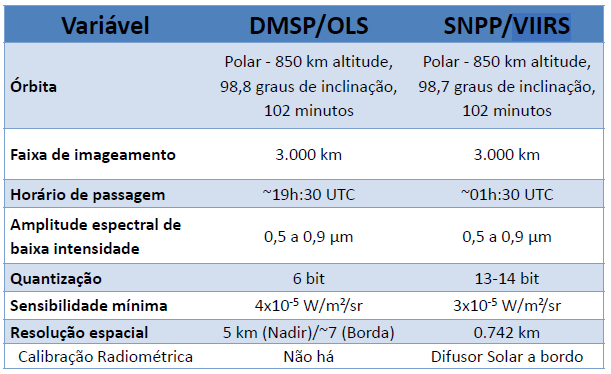 Variável DMSP/OLS SNPP/VIIRS
Órbita
Polar - 850 km altitude,
98,8 graus de inclinação,
102 minutos
Polar - 850 km altitude,
98,7 graus de inclinação,
102 minutos
Faixa de imageamento 3.000 km 3.000 km
Horário de passagem ~19h:30 UTC ~01h:30 UTC
Amplitude espectral de
baixa intensidade
0,5 a 0,9 µm 0,5 a 0,9 µm
Quantização 6 bit 13-14 bit
Sensibilidade mínima 4x10⁻⁵ W/m²/sr 3x10⁻⁵ W/m²/sr
Resolução espacial 5 km (Nadir)/~7 (Borda) 0.742 km
Calibração Radiométrica Não há Difusor Solar a bordo